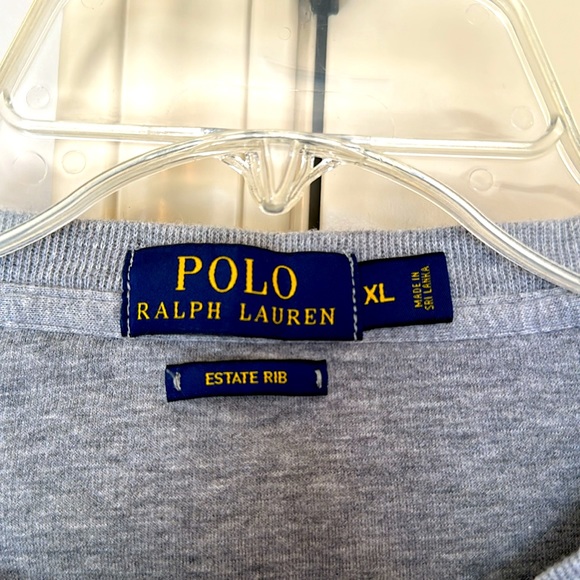 POLO
RALPH LAUREN
XL
MADE IN
SRI LANKA
ESTATE RIB